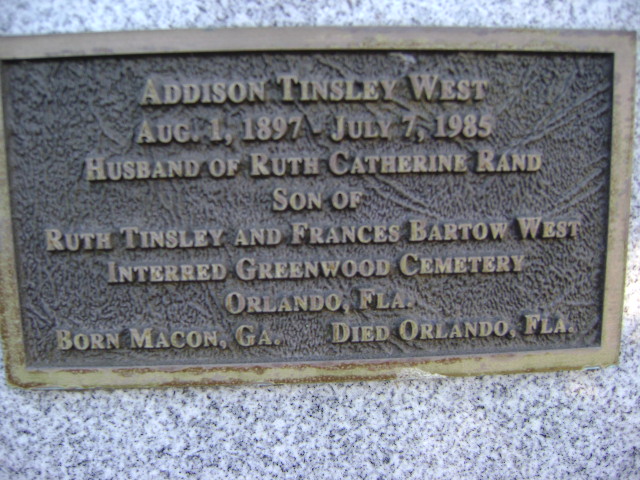 Addison Tinsley West
Aug. 1, 1897 - July 7, 1985
Husband of Ruth Catherine Rand
Son of
Ruth Tinsley and Frances Bartow West
Interred Greenwood Cemetery
Orlando, Fla.
Born Macon, Ga. Died Orlando, Fla.